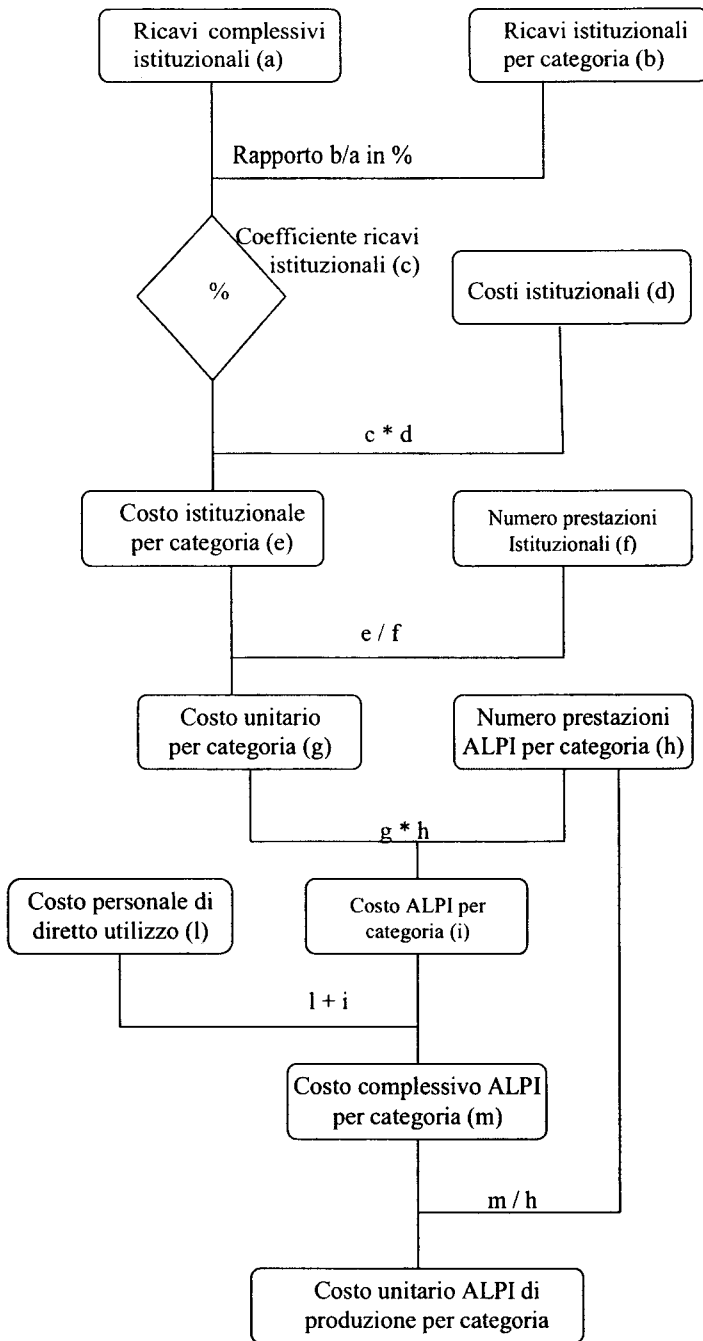 Ricavi complessivi
istituzionali (a)
Ricavi istituzionali
per categoria (b)
Rapporto b/a in %
Coefficiente ricavi
istituzionali (c)
%
Costi istituzionali (d)
c * d
Costo istituzionale
per categoria (e)
Numero prestazioni
Istituzionali (f)
e / f
Costo unitario
per categoria (g)
Numero prestazioni
ALPI per categoria (h)
g * h
Costo personale di
diretto utilizzo (l)
Costo ALPI per
categoria (i)
l + i
Costo complessivo ALPI
per categoria (m)
m / h
Costo unitario ALPI di
produzione per categoria